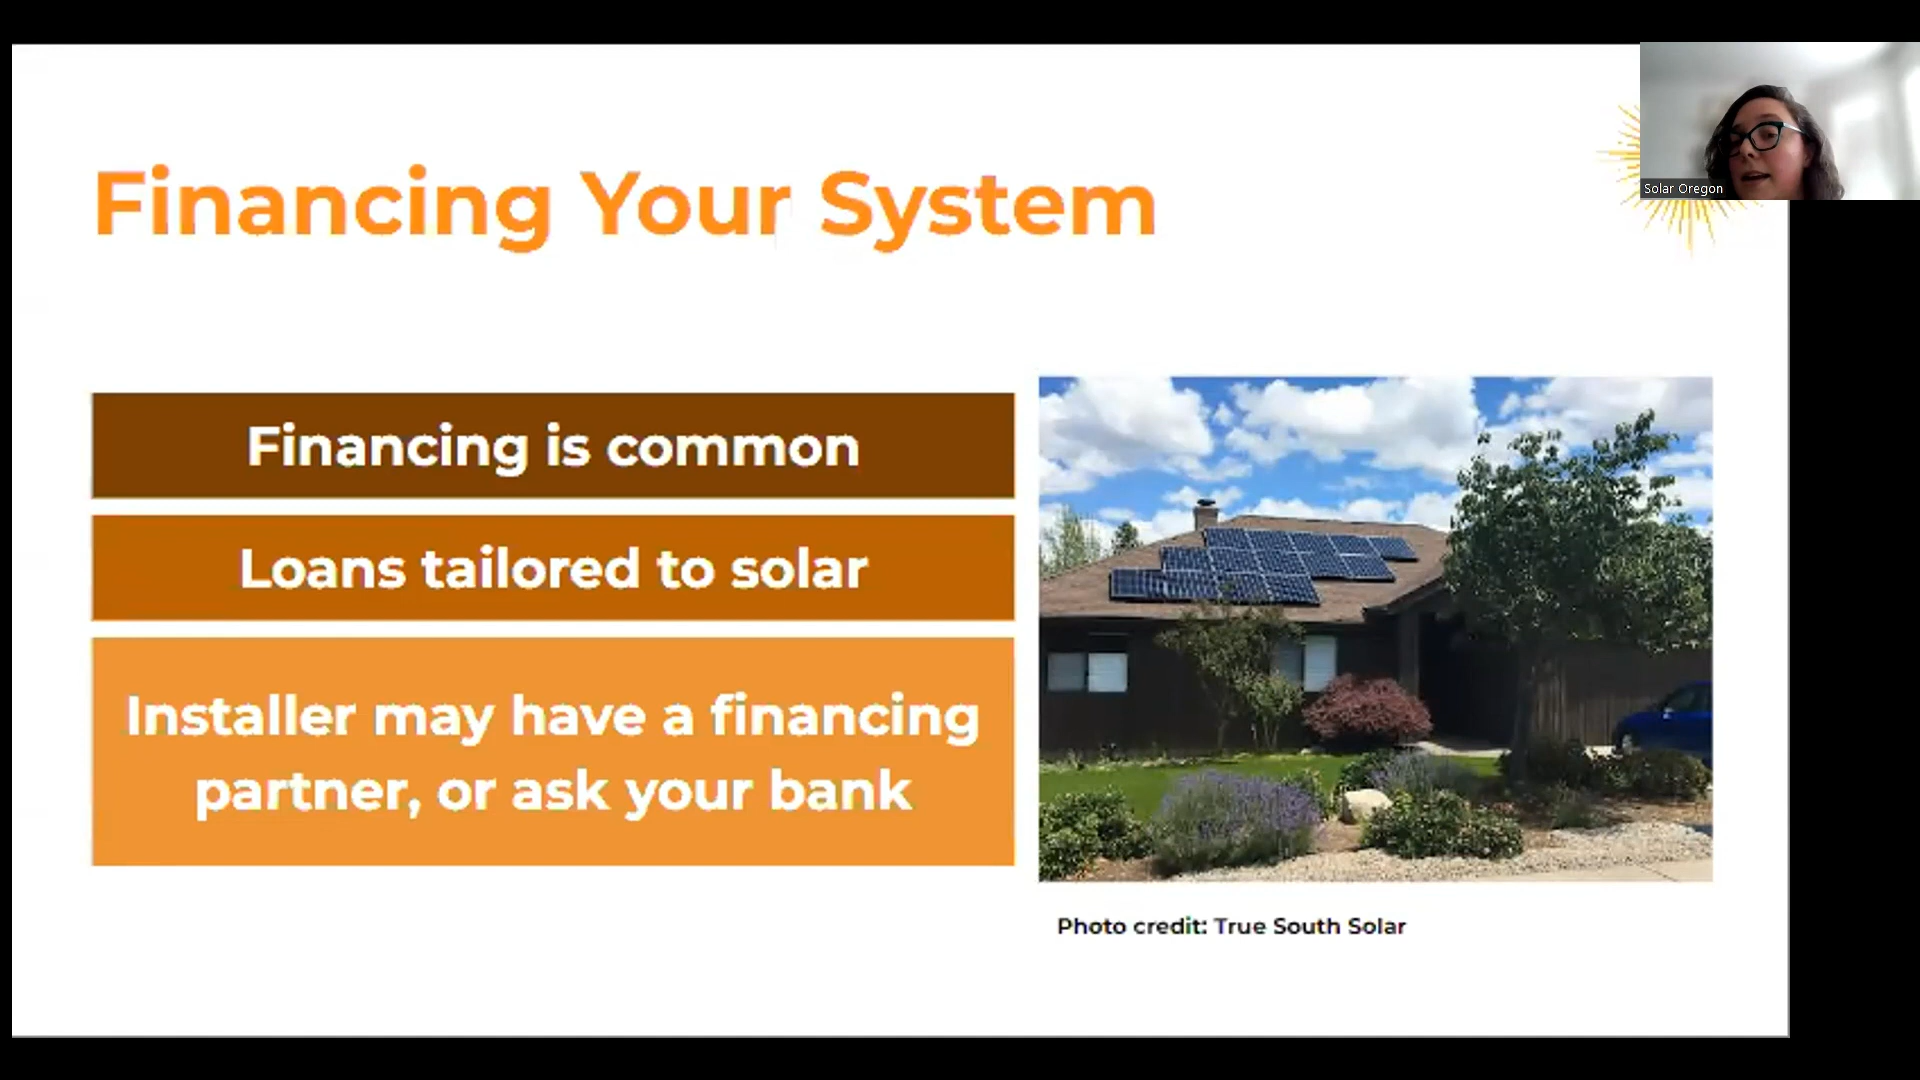 Financing Your System
Solar Oregon
Financing is common
Loans tailored to solar
Installer may have a financing
partner, or ask your bank
Photo credit: True South Solar